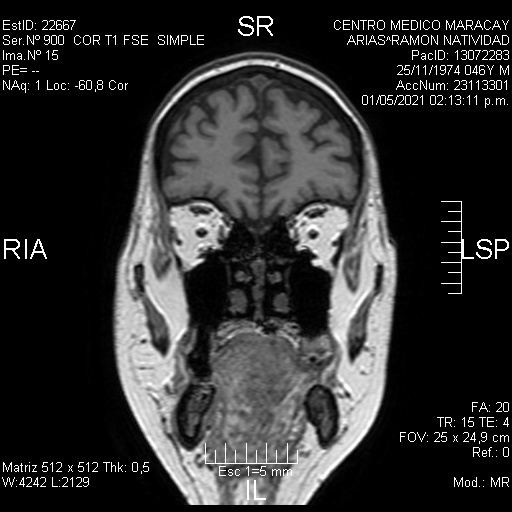 EstID: 22667
Ser.Nº 900 COR T1 FSE SIMPLE
Ima.Nº 15
PE= --
NAq: 1 Loc: -60,8 Cor
SR
CENTRO MEDICO MARACAY
ARIAS^RAMON NATIVIDAD
PacID: 13072283
25/11/1974 046Y M
AccNum: 23113301
01/05/2021 02:13:11 p.m.
RIA
LSP
FA: 20
TR: 15 TE: 4
FOV: 25 x 24,9 cm
Ref.: 0
Matriz 512 x 512 Thk: 0,5
W:4242 L:2129
Esc 1=5 mm
IL
Mod.: MR